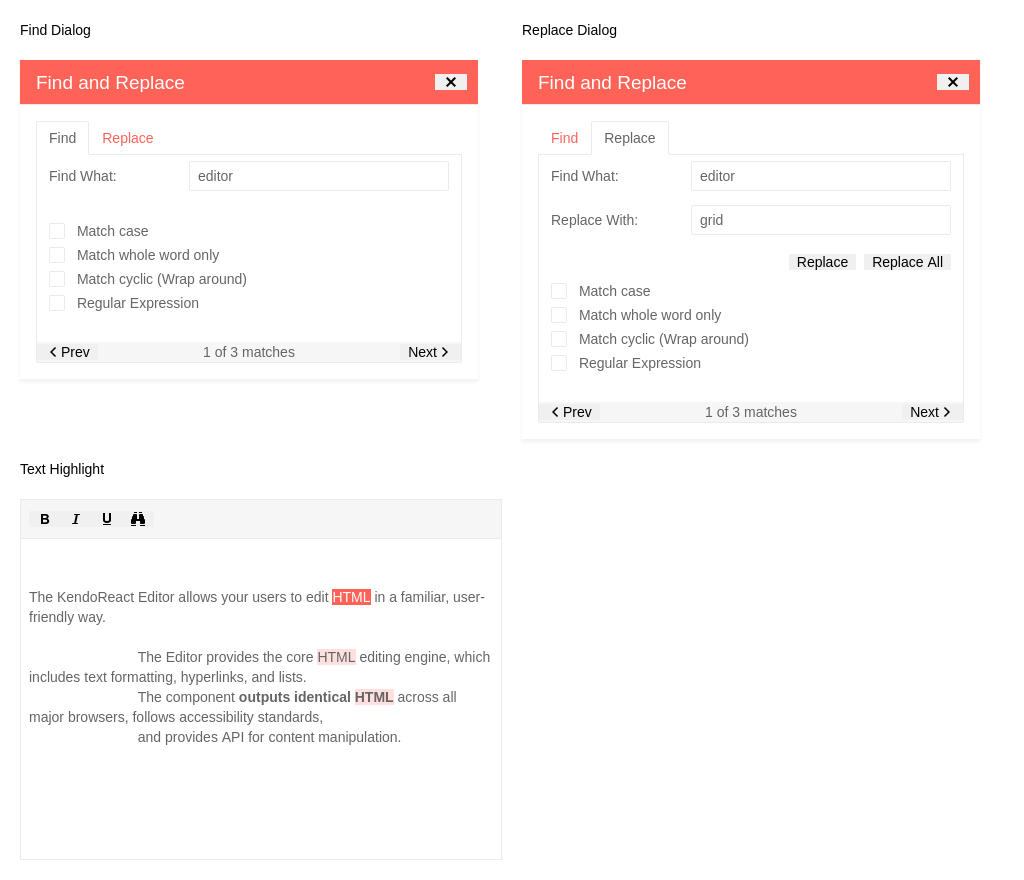 Find Dialog
Find and Replace
Find Replace
Find What: editor
Match case
Match whole word only
Match cyclic (Wrap around)
Regular Expression
Prev 1 of 3 matches Next
Replace Dialog
Find and Replace
Find Replace
Find What: editor
Replace With: grid
Replace Replace All
Match case
Match whole word only
Match cyclic (Wrap around)
Regular Expression
Prev 1 of 3 matches Next
Text Highlight
B I U
The KendoReact Editor allows your users to edit HTML in a familiar, user-
friendly way.
The Editor provides the core HTML editing engine, which
includes text formatting, hyperlinks, and lists.
The component outputs identical HTML across all
major browsers, follows accessibility standards,
and provides API for content manipulation.